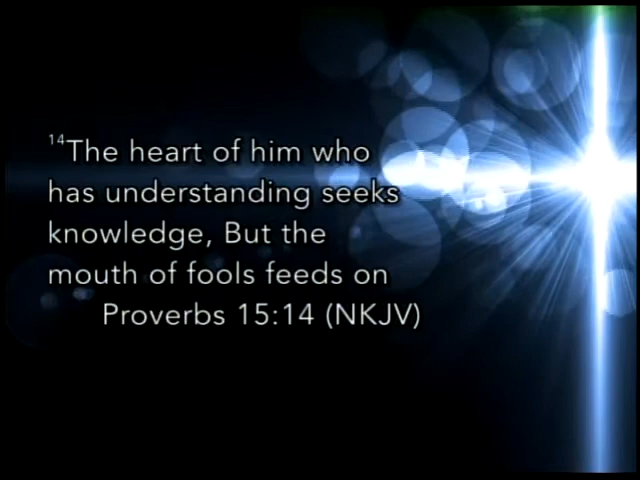 14The heart of him who
has understanding seeks
knowledge, But the
mouth of fools feeds on
Proverbs 15:14 (NKJV)